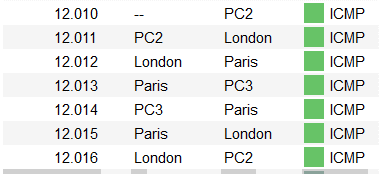 12.010 -- PC2 ICMP
12.011 PC2 London ICMP
12.012 London Paris ICMP
12.013 Paris PC3 ICMP
12.014 PC3 Paris ICMP
12.015 Paris London ICMP
12.016 London PC2 ICMP